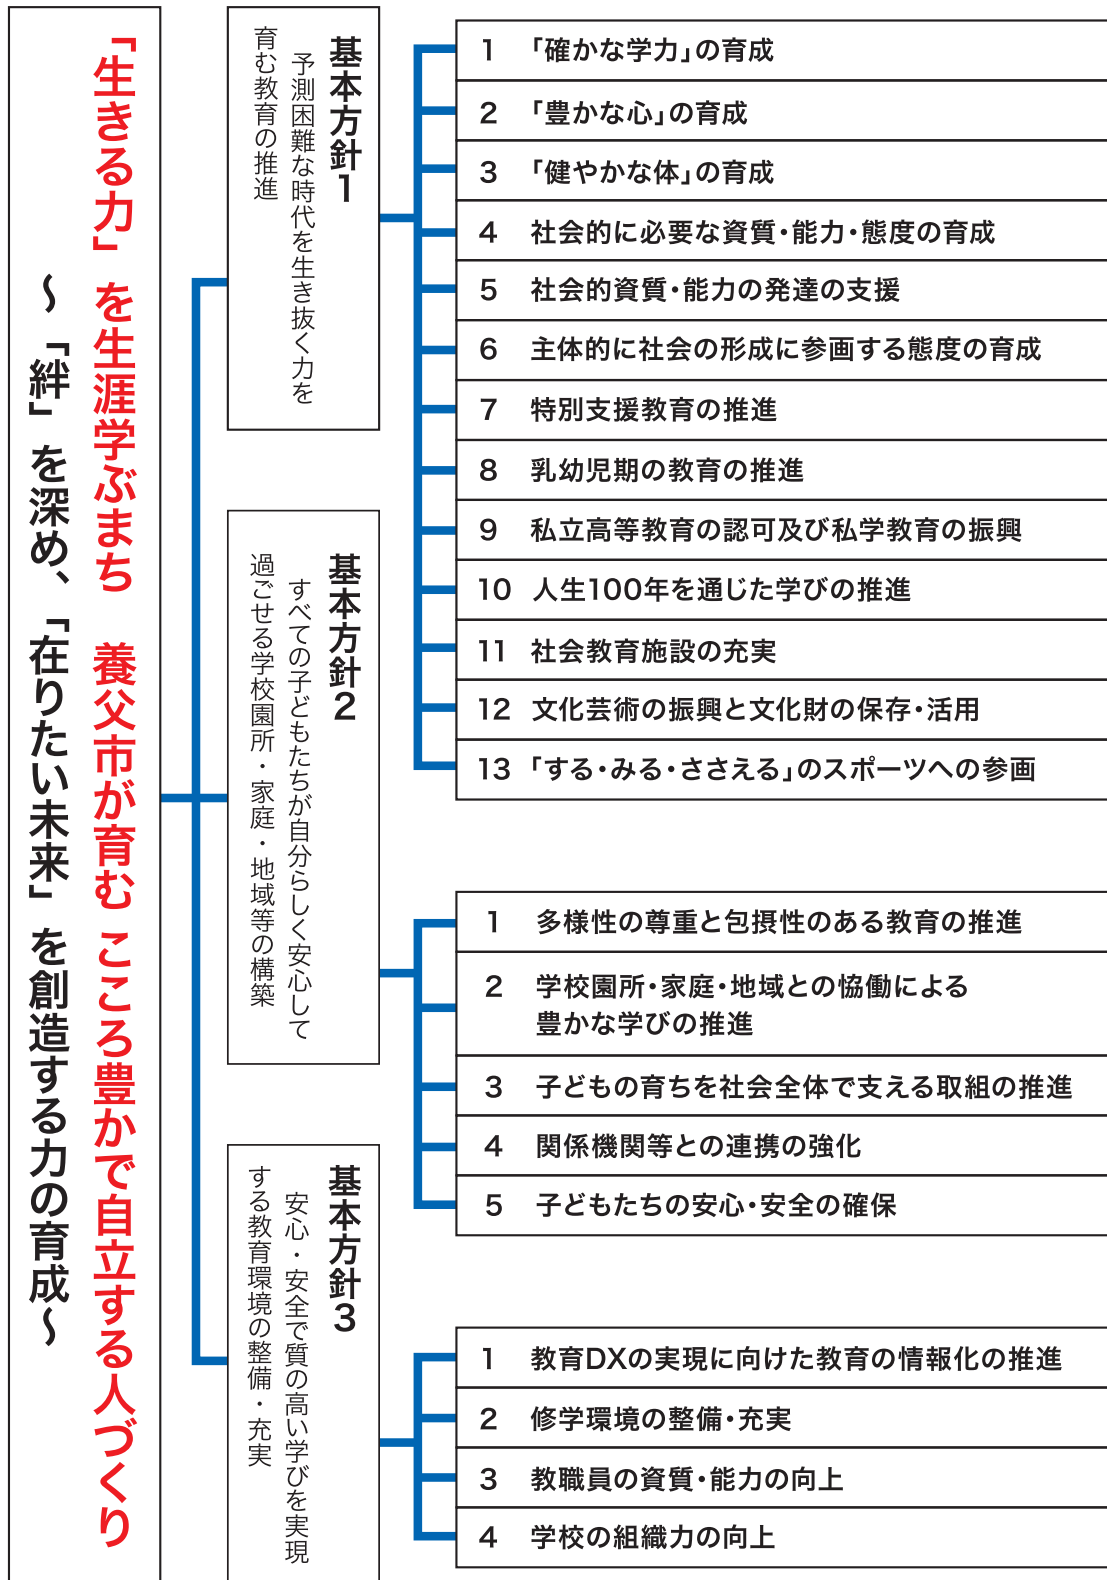 「生きる力」を生涯学ぶまち　養父市が育む こころ豊かで自立する人づくり
～「絆」を深め、「在りたい未来」を創造する力の育成～
基本方針1
予測困難な時代を生き抜く力を
育む教育の推進
1 「確かな学力」の育成
2 「豊かな心」の育成
3 「健やかな体」の育成
4 社会的に必要な資質・能力・態度の育成
5 社会的資質・能力の発達の支援
6 主体的に社会の形成に参画する態度の育成
7 特別支援教育の推進
8 乳幼児期の教育の推進
9 私立高等教育の認可及び私学教育の振興
10 人生100年を通じた学びの推進
11 社会教育施設の充実
12 文化芸術の振興と文化財の保存・活用
13 「する・みる・ささえる」のスポーツへの参画
基本方針2
すべての子どもたちが自分らしく安心して
過ごせる学校園所・家庭・地域等の構築
1 多様性の尊重と包摂性のある教育の推進
2 学校園所・家庭・地域との協働による
豊かな学びの推進
3 子どもの育ちを社会全体で支える取組の推進
4 関係機関等との連携の強化
5 子どもたちの安心・安全の確保
基本方針3
安心・安全で質の高い学びを実現
する教育環境の整備・充実
1 教育DXの実現に向けた教育の情報化の推進
2 修学環境の整備・充実
3 教職員の資質・能力の向上
4 学校の組織力の向上